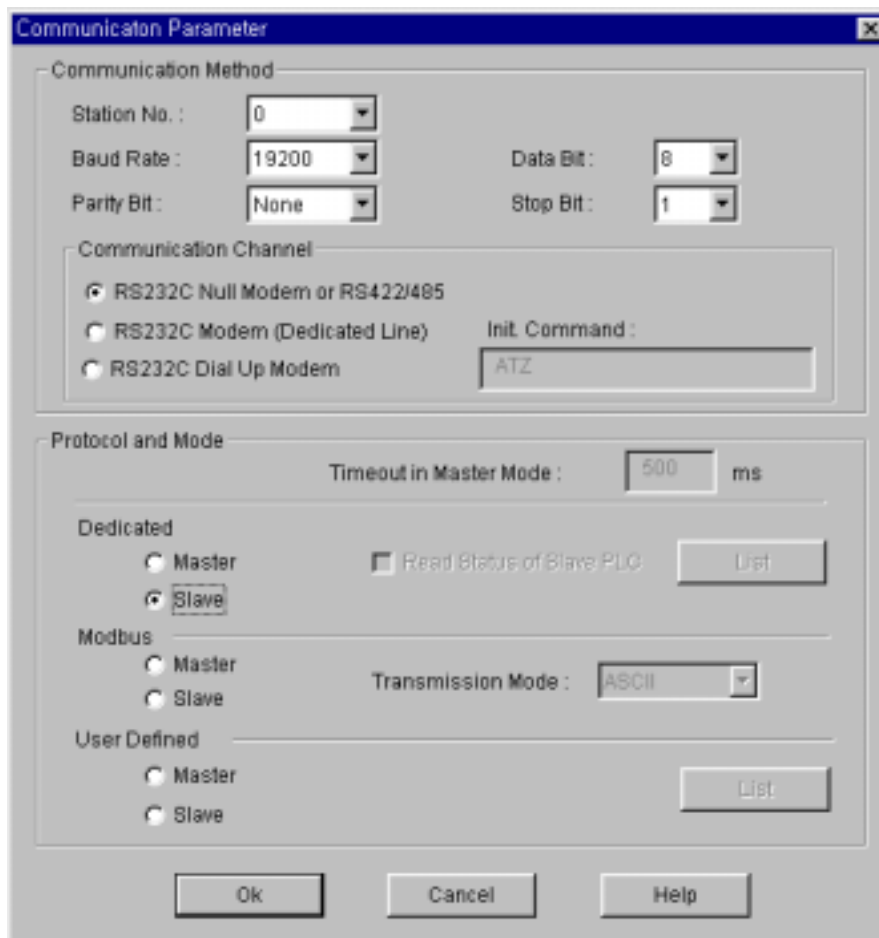 Communicaton Parameter
Communication Method
Station No. : 0
Baud Rate : 19200 Data Bit : 8
Parity Bit : None Stop Bit : 1
Communication Channel
RS232C Null Modem or RS422/485
RS232C Modem (Dedicated Line) Init. Command :
RS232C Dial Up Modem ATZ
Protocol and Mode
Timeout in Master Mode : 500 ms
Dedicated
Master Read Status of Slave PLC List
Slave
Modbus
Master
Transmission Mode : ASCII
Slave
User Defined
Master
List
Slave
Ok Cancel Help